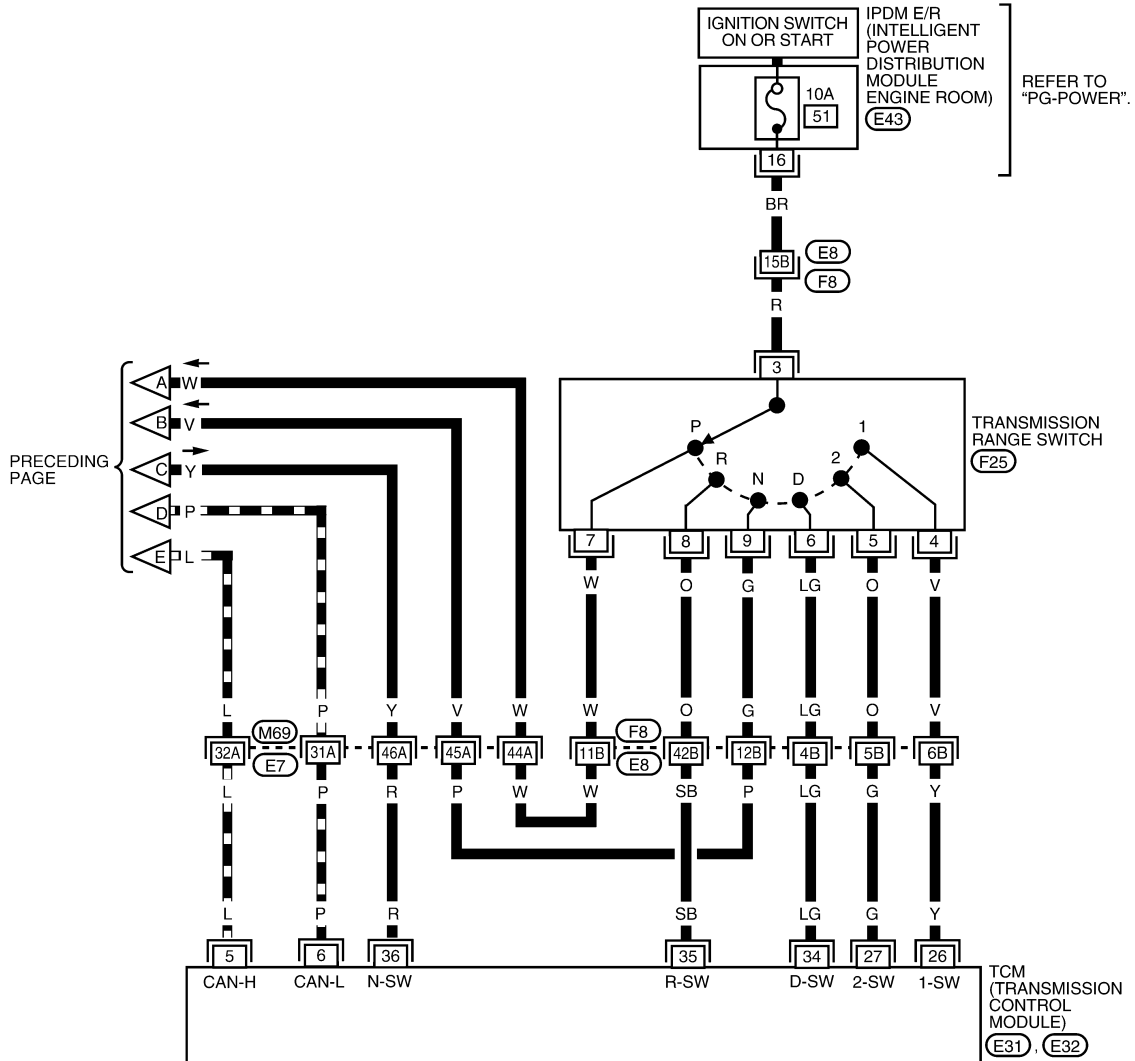 IGNITION SWITCH
ON OR START
IPDM E/R
(INTELLIGENT
POWER
DISTRIBUTION
MODULE
ENGINE ROOM)
E43
REFER TO
“PG-POWER”.
10A
51
16
BR
15B
E8
F8
R
3
PRECEDING
PAGE
A W
B V
C Y
D P
E L
P
R
N
D
2
1
TRANSMISSION
RANGE SWITCH
F25
7 8 9 6 5 4
W O G LG O V
L P Y V W W O G LG O V
M69
F8
32A 31A 46A 45A 44A 11B 42B 12B 4B 5B 6B
E7
E8
L P R P W W SB P LG G Y
L P R SB LG G Y
5 6 36 35 34 27 26
CAN-H CAN-L N-SW R-SW D-SW 2-SW 1-SW
TCM
(TRANSMISSION
CONTROL
MODULE)
E31 , E32